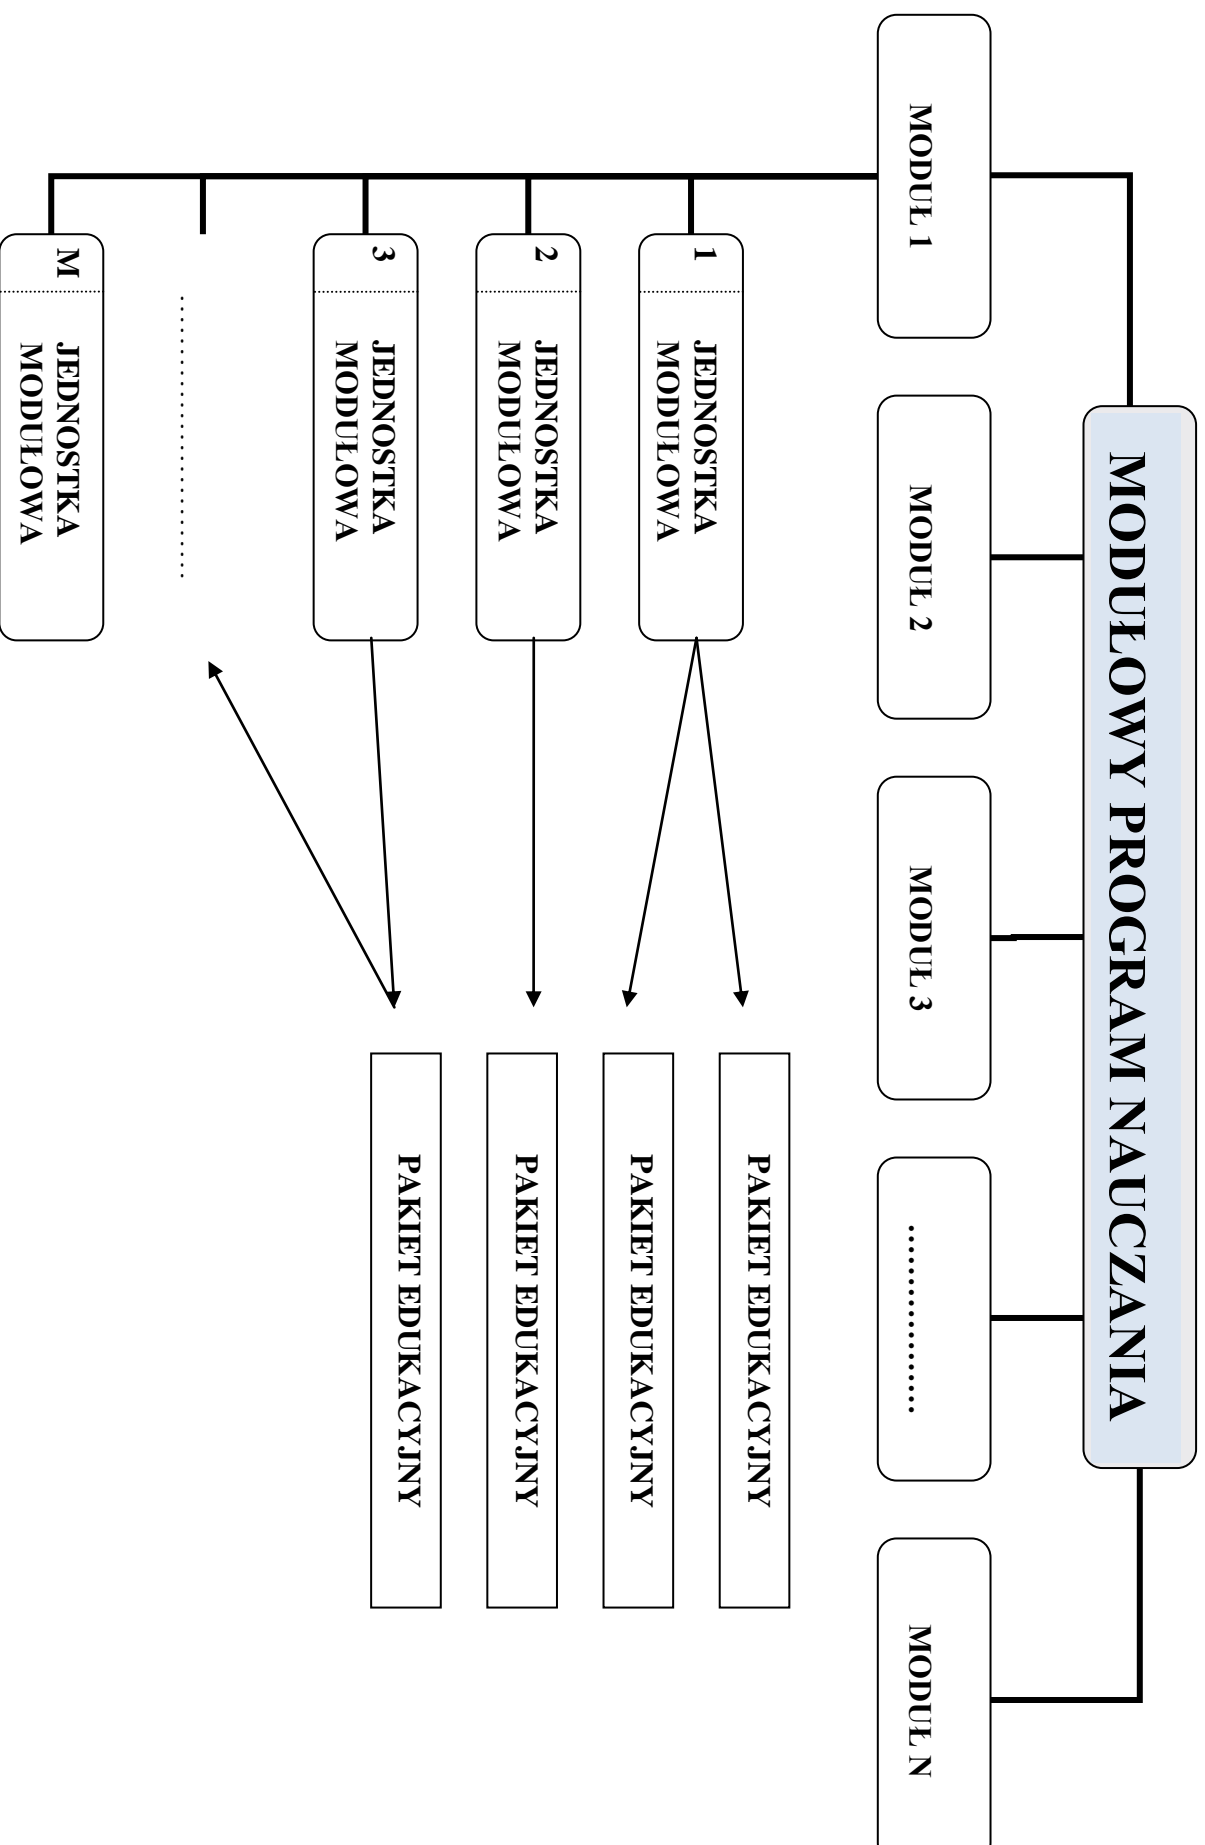 MODUŁOWY PROGRAM NAUCZANIA
MODUŁ 1
MODUŁ 2
MODUŁ 3
..................
MODUŁ N
1
JEDNOSTKA
MODUŁOWA
2
JEDNOSTKA
MODUŁOWA
3
JEDNOSTKA
MODUŁOWA
M
JEDNOSTKA
MODUŁOWA
PAKIET EDUKACYJNY
PAKIET EDUKACYJNY
PAKIET EDUKACYJNY
PAKIET EDUKACYJNY